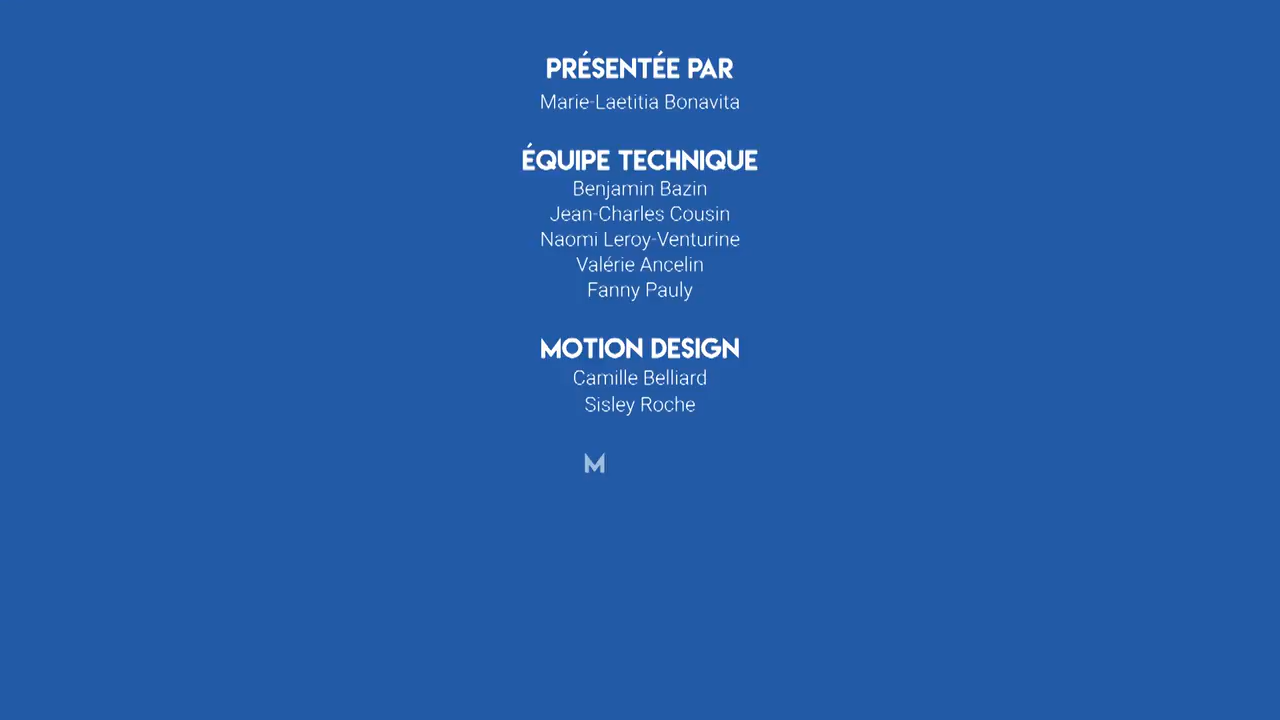 PRÉSENTÉE PAR
Marie-Laetitia Bonavita
ÉQUIPE TECHNIQUE
Benjamin Bazin
Jean-Charles Cousin
Naomi Leroy-Venturine
Valérie Ancelin
Fanny Pauly
MOTION DESIGN
Camille Belliard
Sisley Roche
M